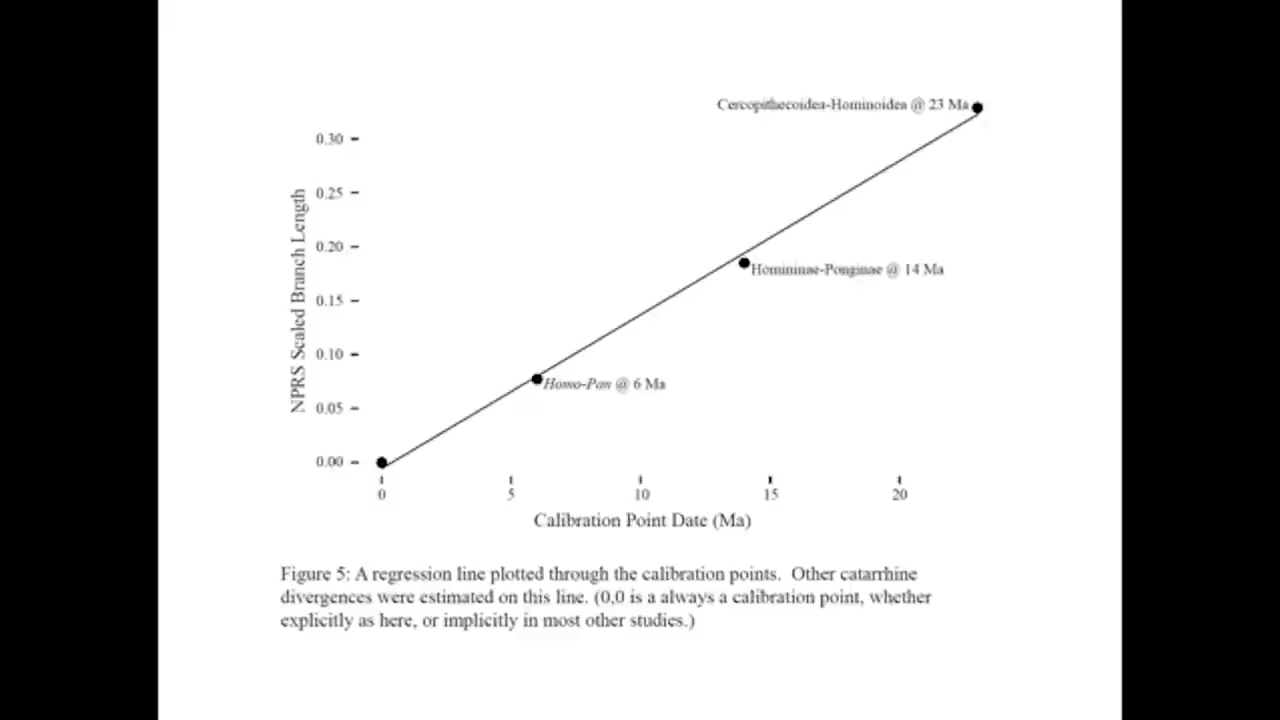 Cercopithecoidea-Hominoidea @ 23 Ma
0.30
0.25
0.20
Homininae-Ponginae @ 14 Ma
0.15
0.10
Homo-Pan @ 6 Ma
0.05
0.00
NPRS Scaled Branch Length
0 5 10 15 20
Calibration Point Date (Ma)
Figure 5: A regression line plotted through the calibration points. Other catarrhine
divergences were estimated on this line. (0,0 is a always a calibration point, whether
explicitly as here, or implicitly in most other studies.)